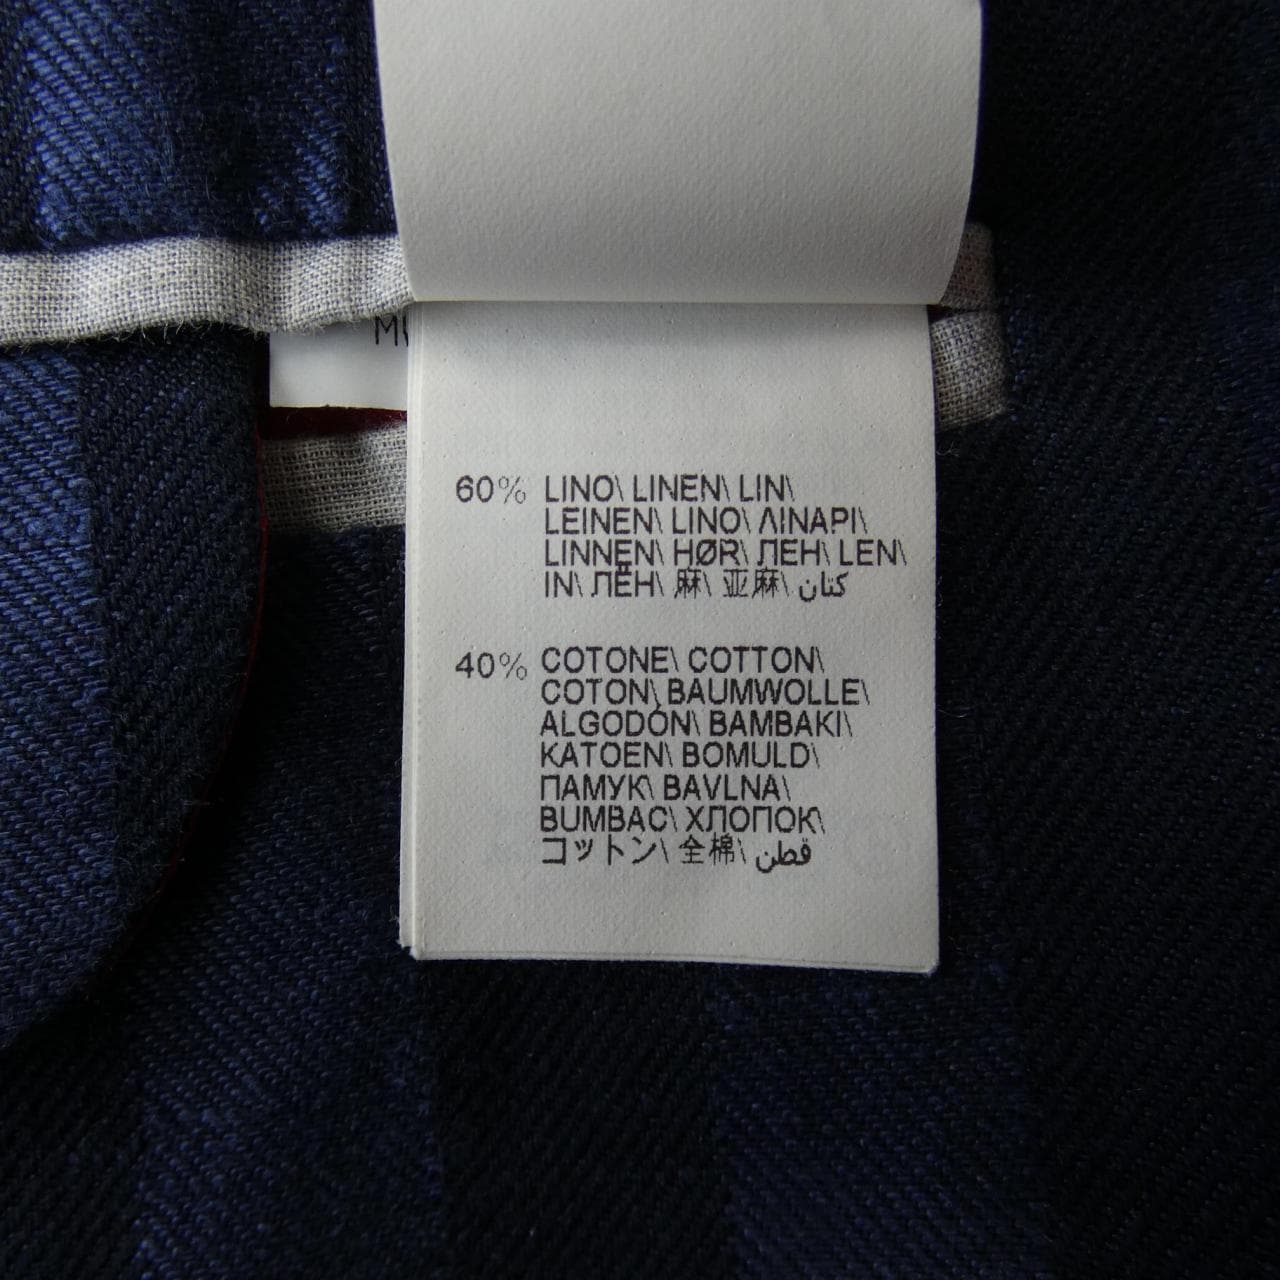 60% LINO\ LINEN\ LIN\
LEINEN\ LINO\ ΛΙΝΑΡΙ\
LINNEN\ HØR\ ЛЕН\ LEN\
IN\ ЛЁН\ 麻\ 亚麻\ كتان
40% COTONE\ COTTON\
COTON\ BAUMWOLLE\
ALGODÓN\ BAMBAKI\
KATOEN\ BOMULD\
ПАМУК\ BAVLNA\
BUMBAC\ ХЛОПОК\
コットン\ 全棉\ قطن